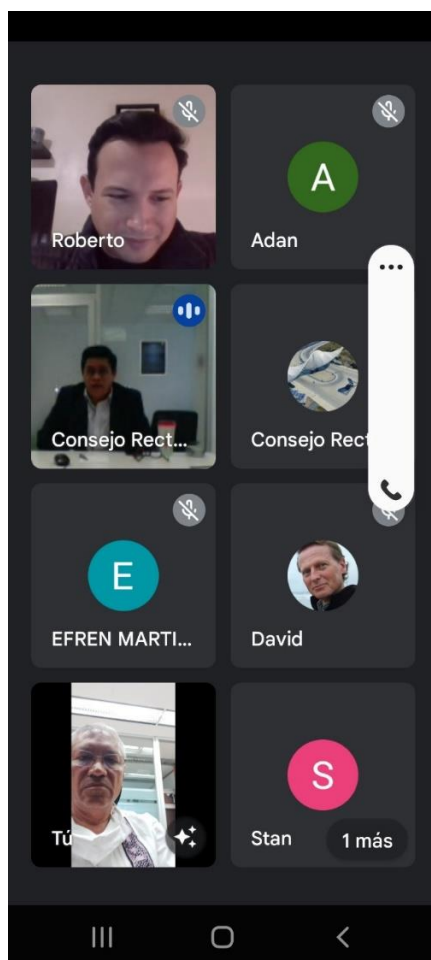 Roberto
A
Adan
Consejo Rect...
Consejo Rect
E
EFREN MARTI...
David
Tú
S
Stan
1 más